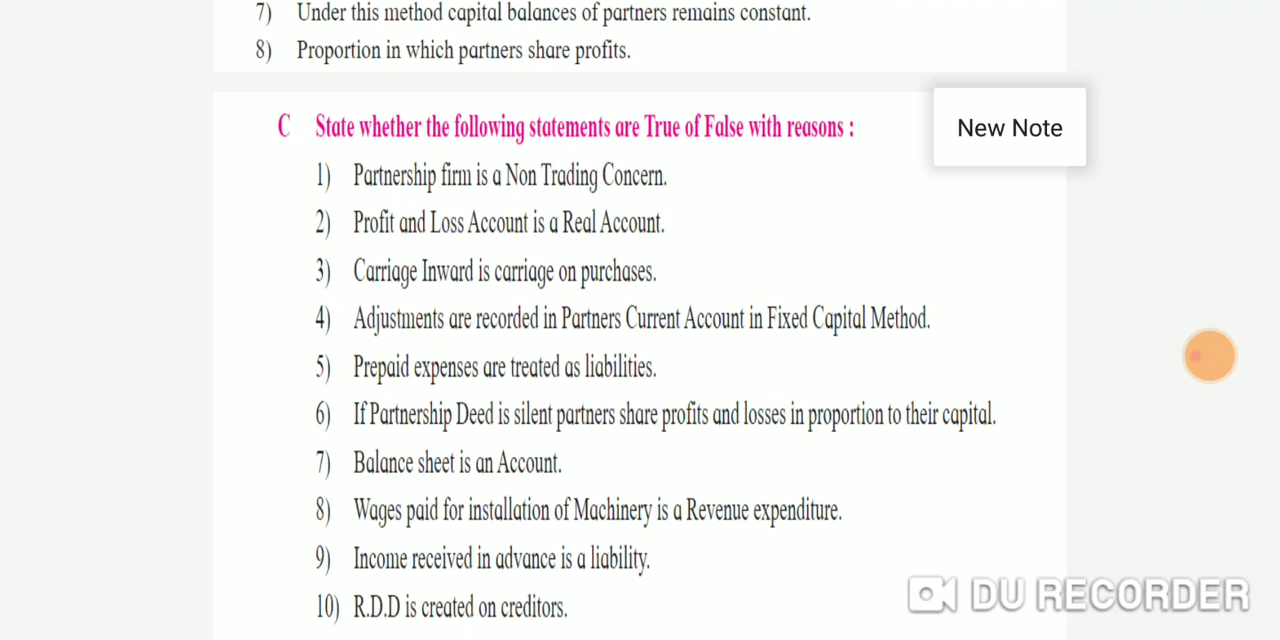 7) Under this method capital balances of partners remains constant.
8) Proportion in which partners share profits.
C State whether the following statements are True of False with reasons :
New Note
1) Partnership firm is a Non Trading Concern.
2) Profit and Loss Account is a Real Account.
3) Carriage Inward is carriage on purchases.
4) Adjustments are recorded in Partners Current Account in Fixed Capital Method.
5) Prepaid expenses are treated as liabilities.
6) If Partnership Deed is silent partners share profits and losses in proportion to their capital.
7) Balance sheet is an Account.
8) Wages paid for installation of Machinery is a Revenue expenditure.
9) Income received in advance is a liability.
10) R.D.D is created on creditors.
DU RECORDER